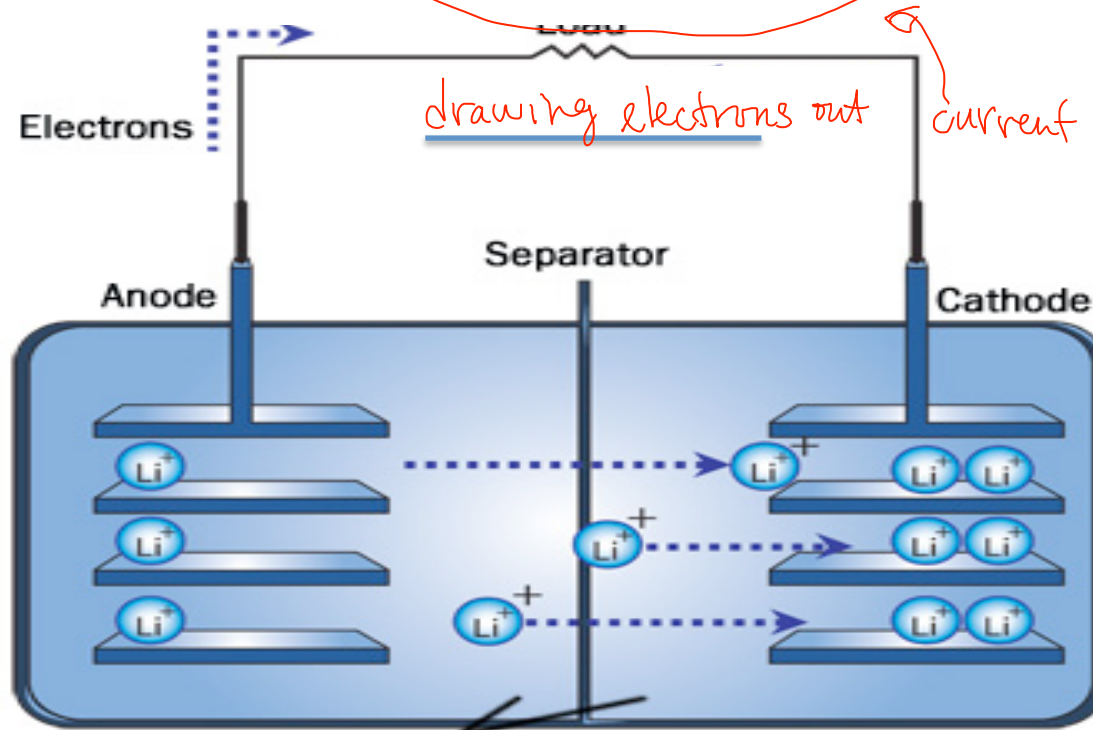 Load
Electrons
drawing electrons out
current
Separator
Anode
Cathode
Li+ +
Li+
Li+ Li+
Li+ +
Li+
Li+ Li+
Li+ +
Li+
Li+ Li+